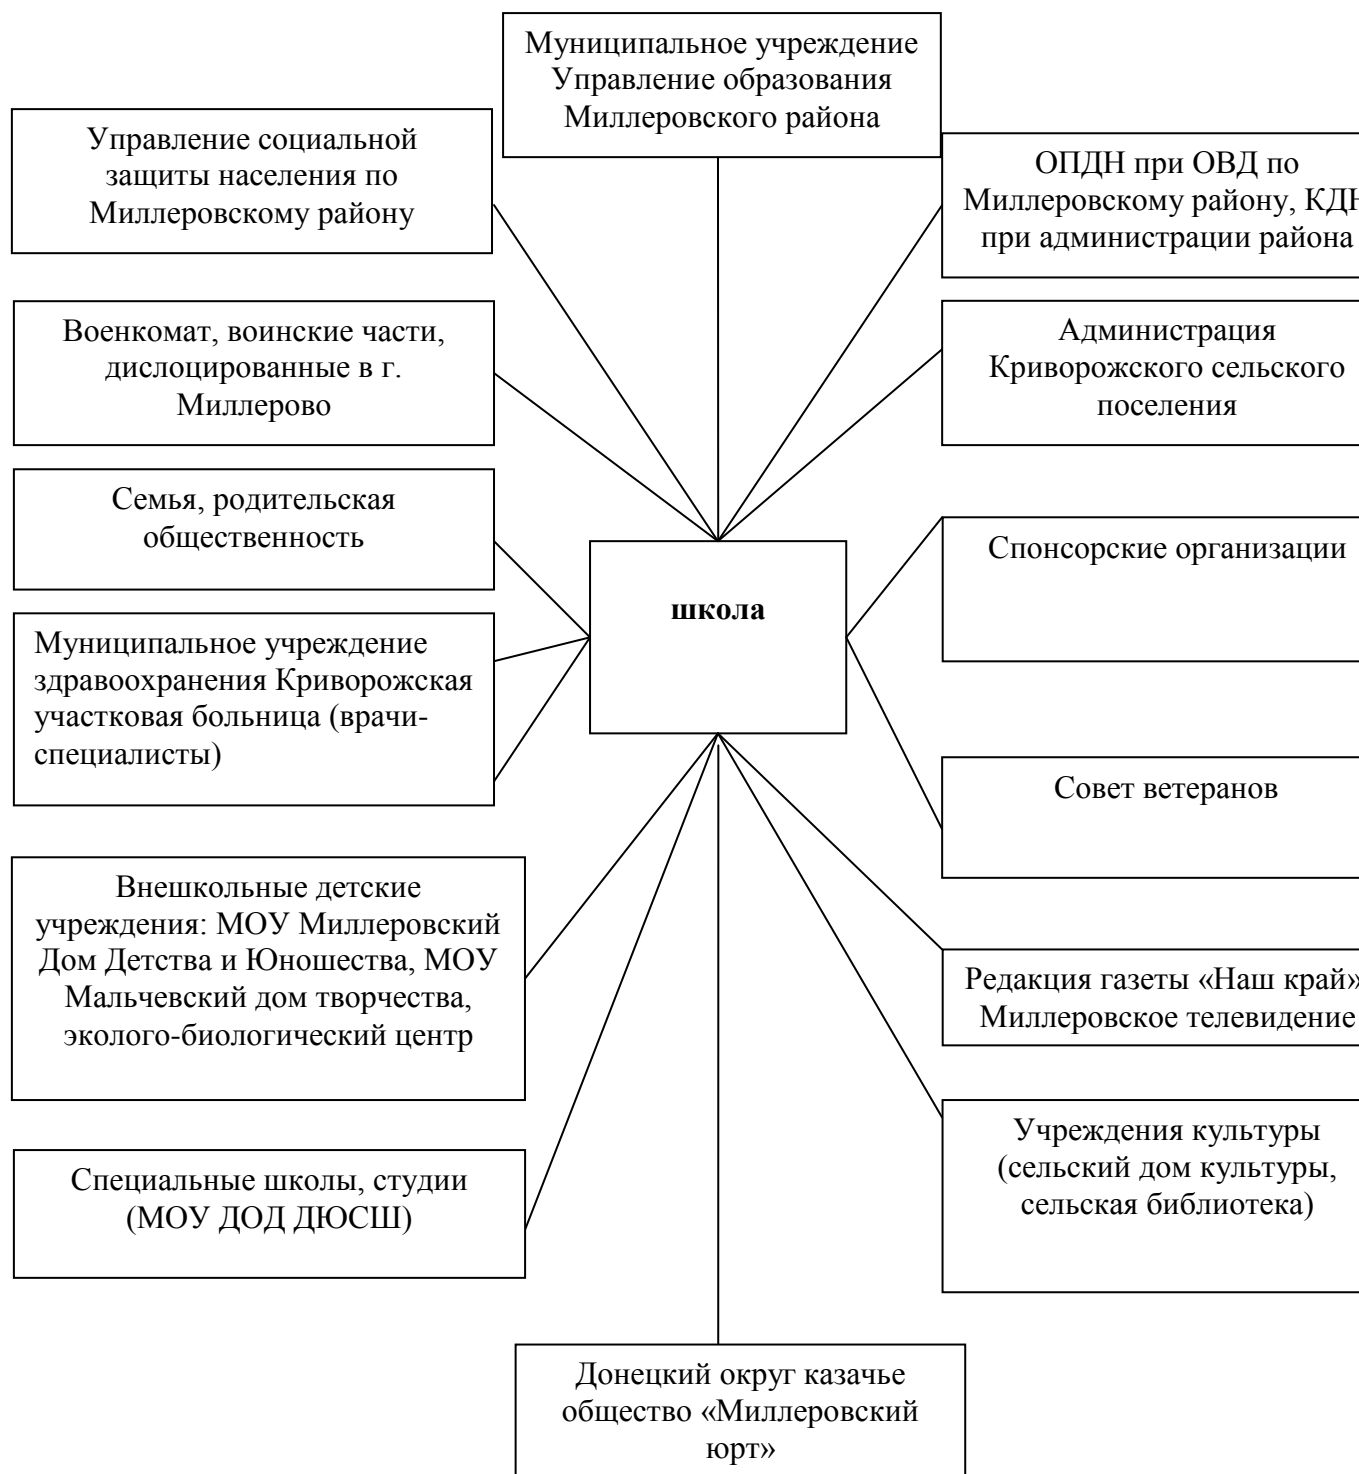 Муниципальное учреждение
Управление образования
Миллеровского района
Управление социальной
защиты населения по
Миллеровскому району
ОПДН при ОВД по
Миллеровскому району, КДН
при администрации района
Военкомат, воинские части,
дислоцированные в г.
Миллерово
Администрация
Криворожского сельского
поселения
Семья, родительская
общественность
Спонсорские организации
школа
Муниципальное учреждение
здравоохранения Криворожская
участковая больница (врачи-
специалисты)
Совет ветеранов
Внешкольные детские
учреждения: МОУ Миллеровский
Дом Детства и Юношества, МОУ
Мальчевский дом творчества,
эколого-биологический центр
Редакция газеты «Наш край»
Миллеровское телевидение
Учреждения культуры
(сельский дом культуры,
сельская библиотека)
Специальные школы, студии
(МОУ ДОД ДЮСШ)
Донецкий округ казачье
общество «Миллеровский
юрт»